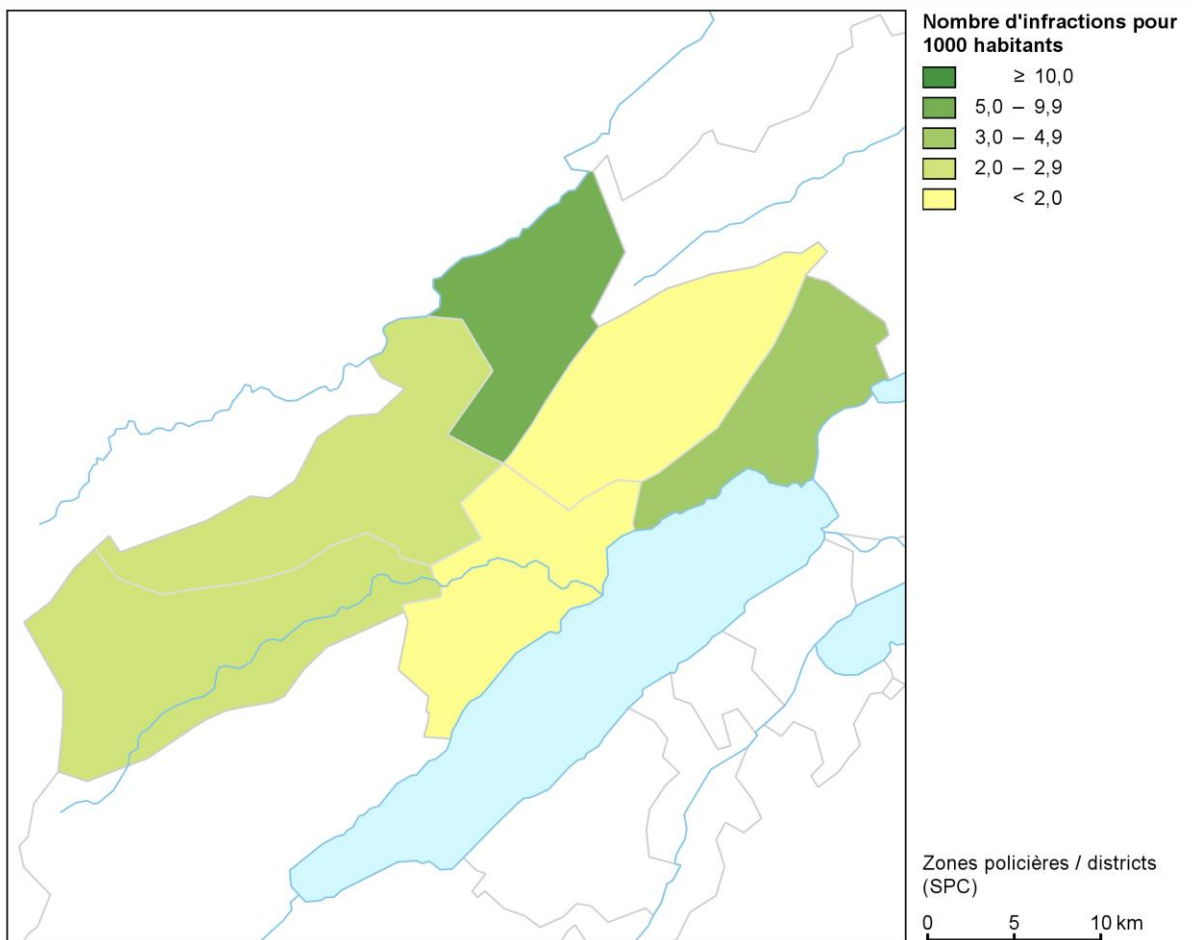 Nombre d'infractions pour
1000 habitants
≥ 10,0
5,0 – 9,9
3,0 – 4,9
2,0 – 2,9
< 2,0
Zones policières / districts
(SPC)
0 5 10 km